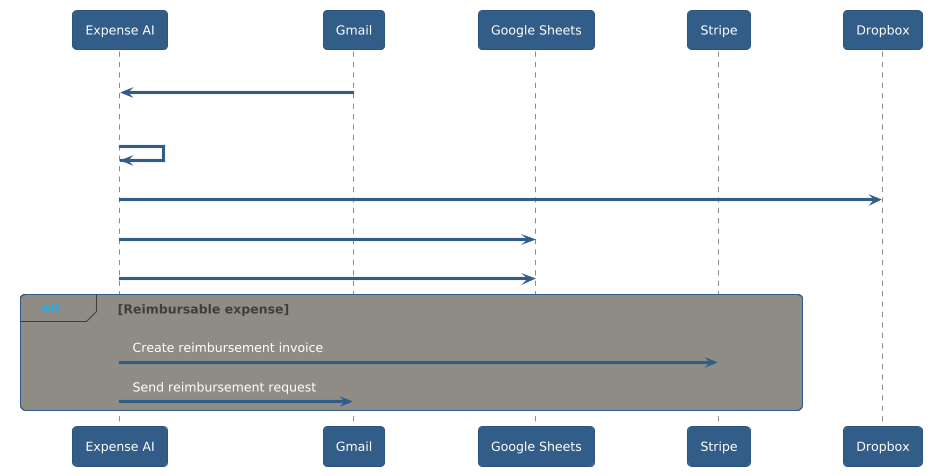 Expense AI
Gmail
Google Sheets
Stripe
Dropbox
alt
[Reimbursable expense]
Create reimbursement invoice
Send reimbursement request
Expense AI
Gmail
Google Sheets
Stripe
Dropbox